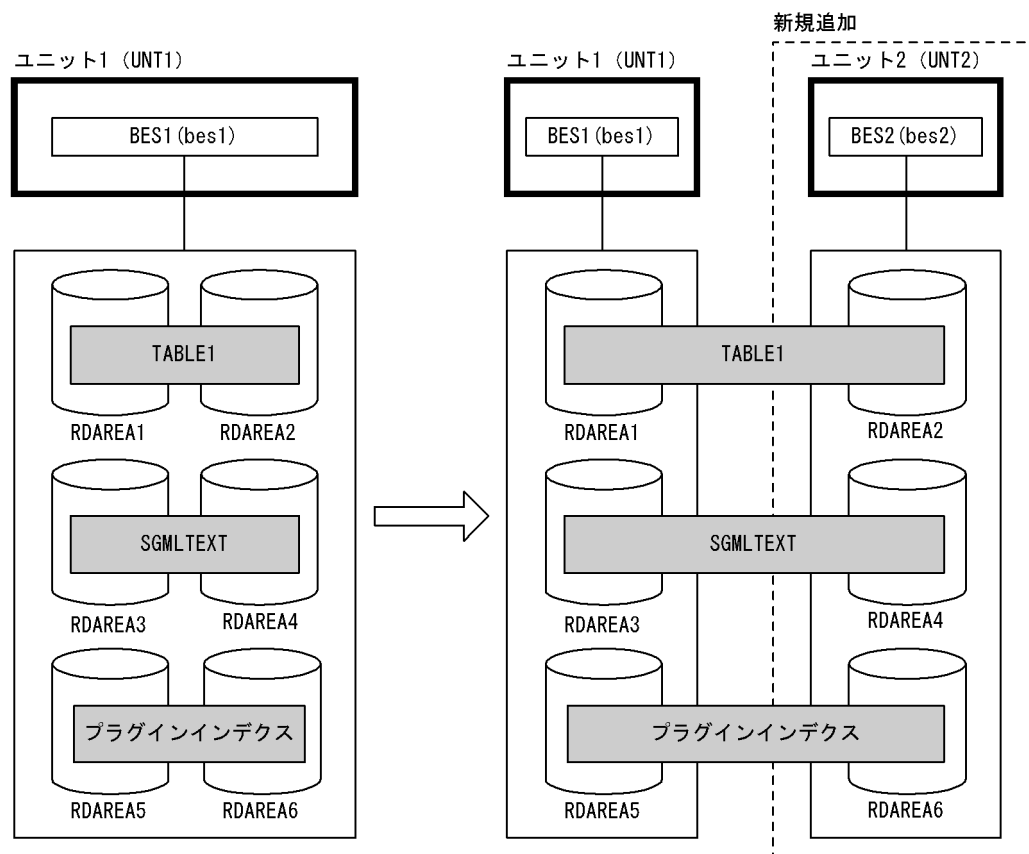 新規追加
ユニット1（UNT1）
BES1(bes1)
TABLE1
RDAREA1
RDAREA2
SGMLTEXT
RDAREA3
RDAREA4
プラグインインデクス
RDAREA5
RDAREA6
ユニット1（UNT1）
ユニット2（UNT2）
BES1(bes1)
BES2(bes2)
TABLE1
RDAREA1
RDAREA2
SGMLTEXT
RDAREA3
RDAREA4
プラグインインデクス
RDAREA5
RDAREA6